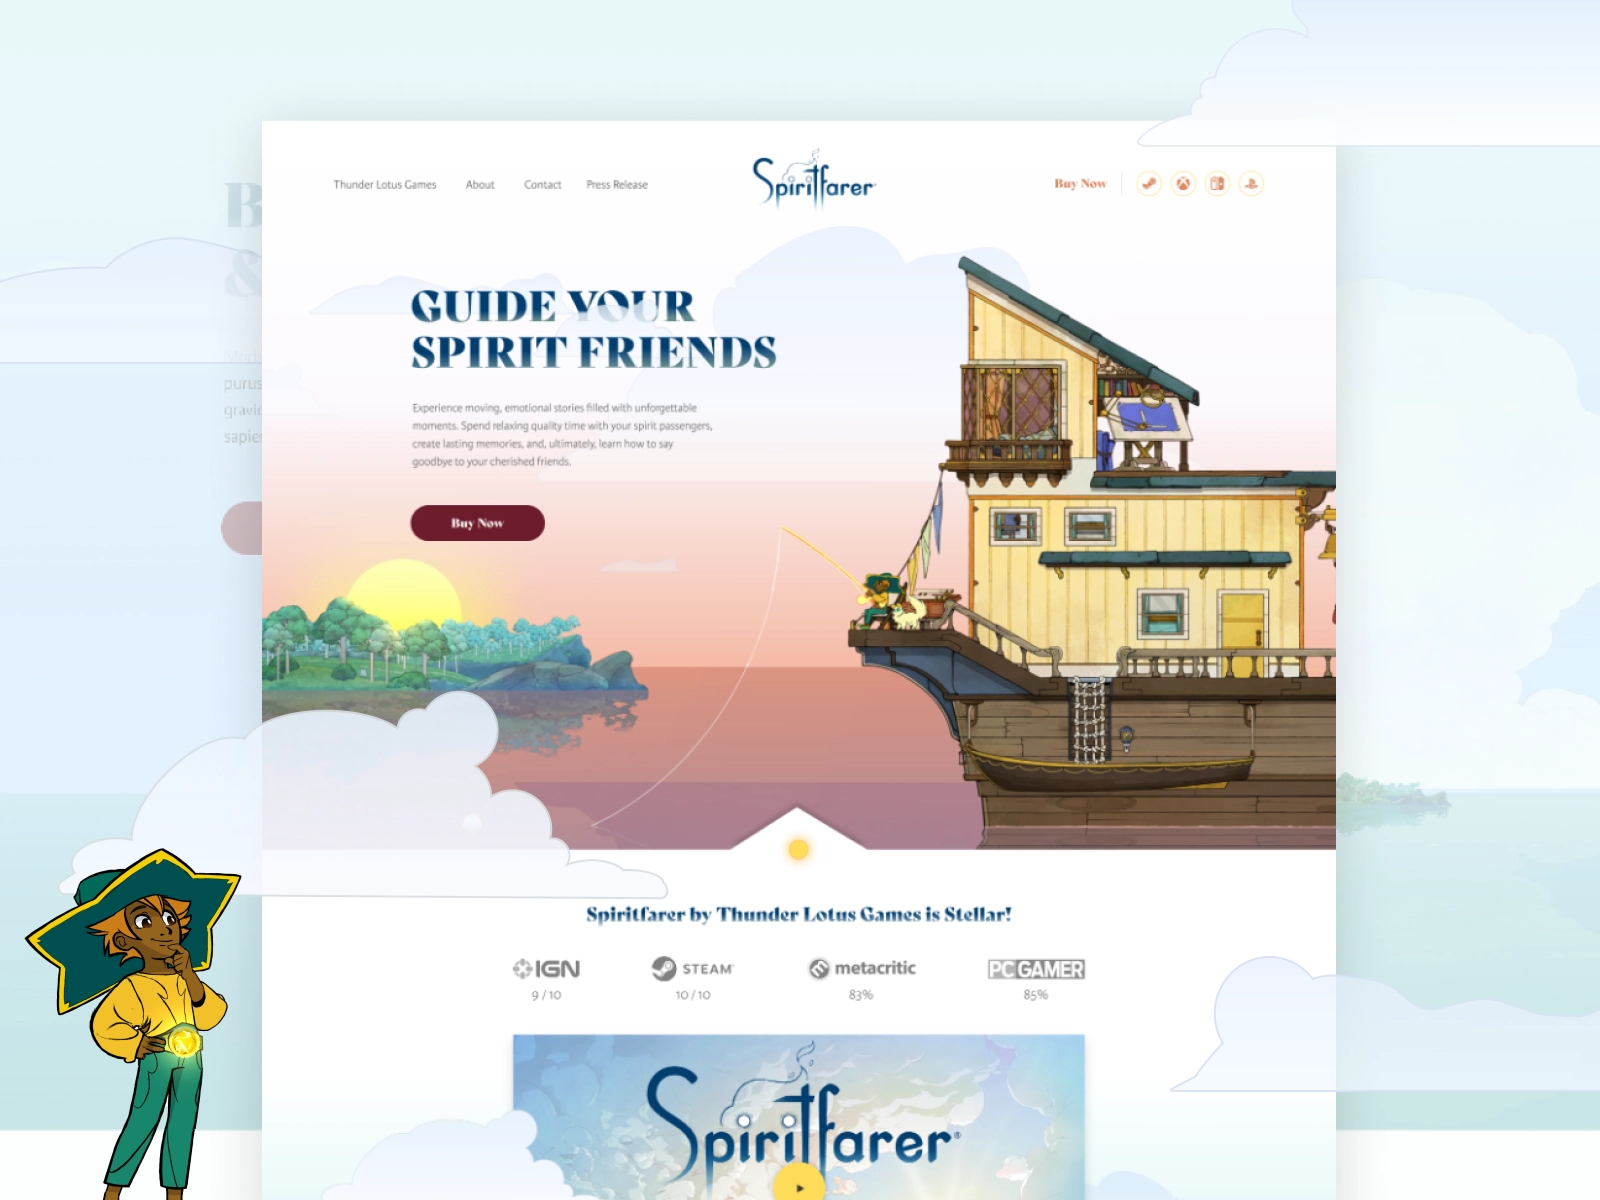 Thunder Lotus Games About Contact Press Release
Spiritfarer
Buy Now
GUIDE YOUR
SPIRIT FRIENDS
Experience moving, emotional stories filled with unforgettable
moments. Spend relaxing quality time with your spirit passengers,
create lasting memories, and, ultimately, learn how to say
goodbye to your cherished friends.
Buy Now
B
&
purus
sapien
Spiritfarer by Thunder Lotus Games is Stellar!
IGN
9 / 10
STEAM
10 / 10
metacritic
83%
PC GAMER
85%
Spiritfarer®